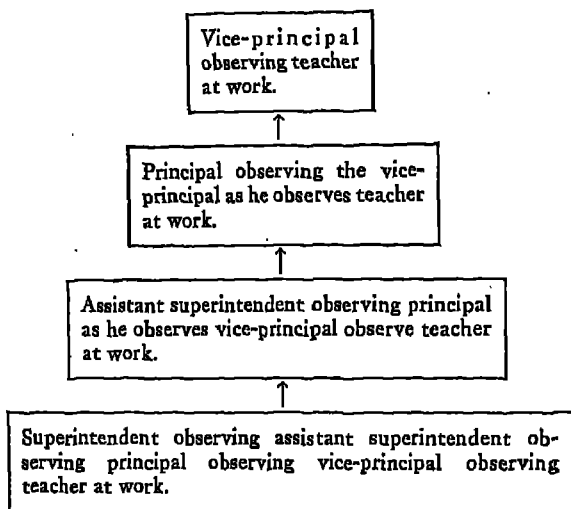 Vice-principal
observing teacher
at work.
Principal observing the vice-
principal as he observes teacher
at work.
Assistant superintendent observing principal
as he observes vice-principal observe teacher
at work.
Superintendent observing assistant superintendent ob-
serving principal observing vice-principal observing
teacher at work.